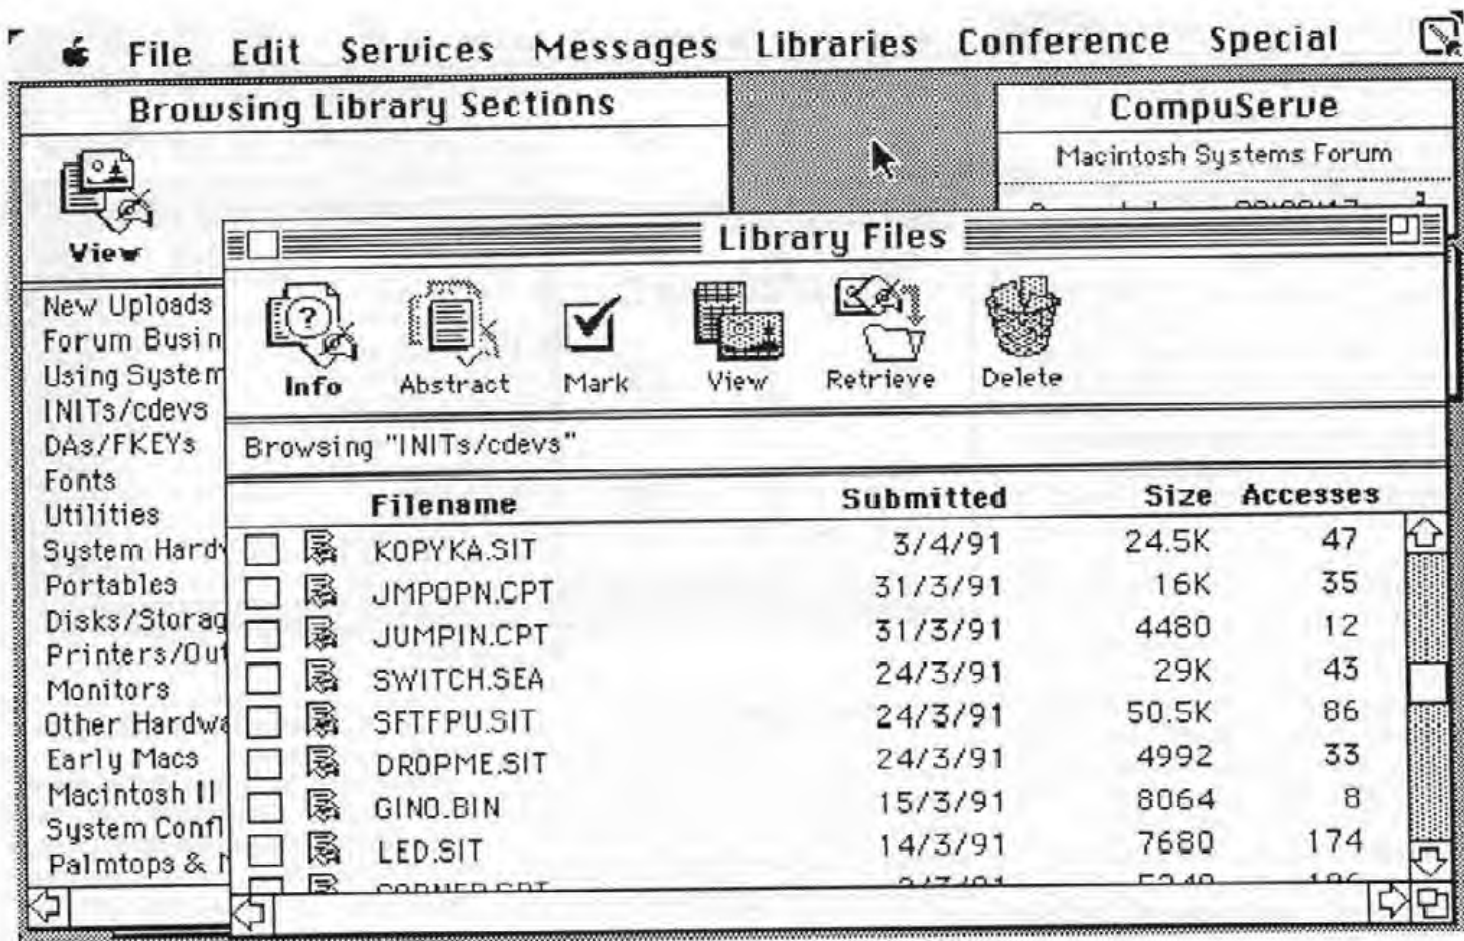 File Edit Services Messages Libraries Conference Special
Browsing Library Sections
View
New Uploads
Forum Busin
Using System
INITs/cdevs
DAs/FKEYs
Fonts
Utilities
System Hard
Portables
Disks/Storag
Printers/Out
Monitors
Other Hardwa
Early Macs
Macintosh II
System Confl
Palmtops &
CompuServe
Macintosh Systems Forum
Library Files
Info Abstract Mark View Retrieve Delete
Browsing "INITs/cdevs"
Filename Submitted Size Accesses
KOPYKA.SIT 3/4/91 24.5K 47
JMPOPN.CPT 31/3/91 16K 35
JUMPIN.CPT 31/3/91 4480 12
SWITCH.SEA 24/3/91 29K 43
SFTFPU.SIT 24/3/91 50.5K 86
DROPME.SIT 24/3/91 4992 33
GINO.BIN 15/3/91 8064 8
LED.SIT 14/3/91 7680 174